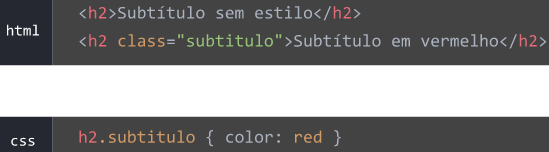 <h2>Subtítulo sem estilo</h2>
html
<h2 class="subtitulo">Subtítulo em vermelho</h2>
css
h2.subtitulo { color: red }